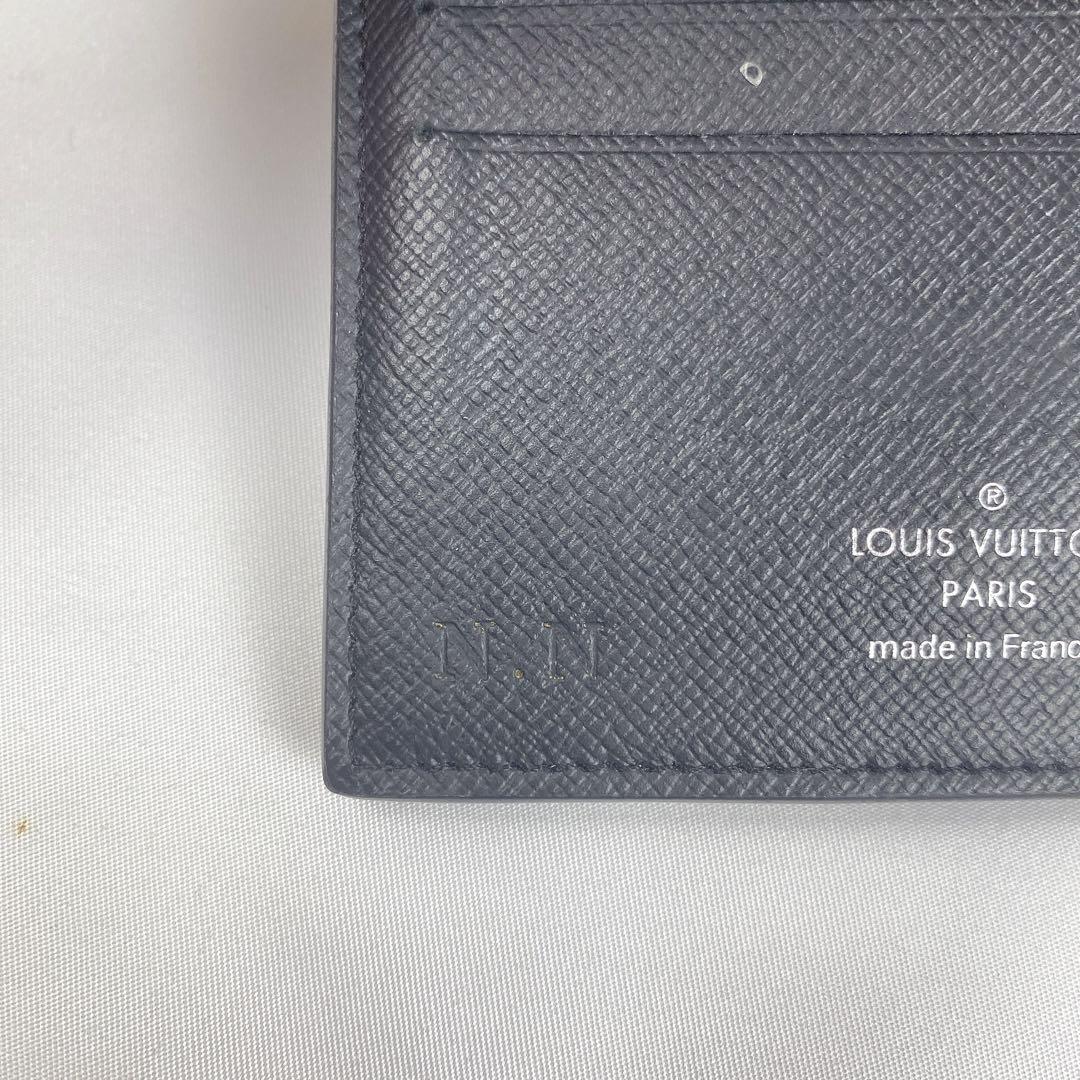 ®
LOUIS VUITTO
PARIS
made in Franc
N.N